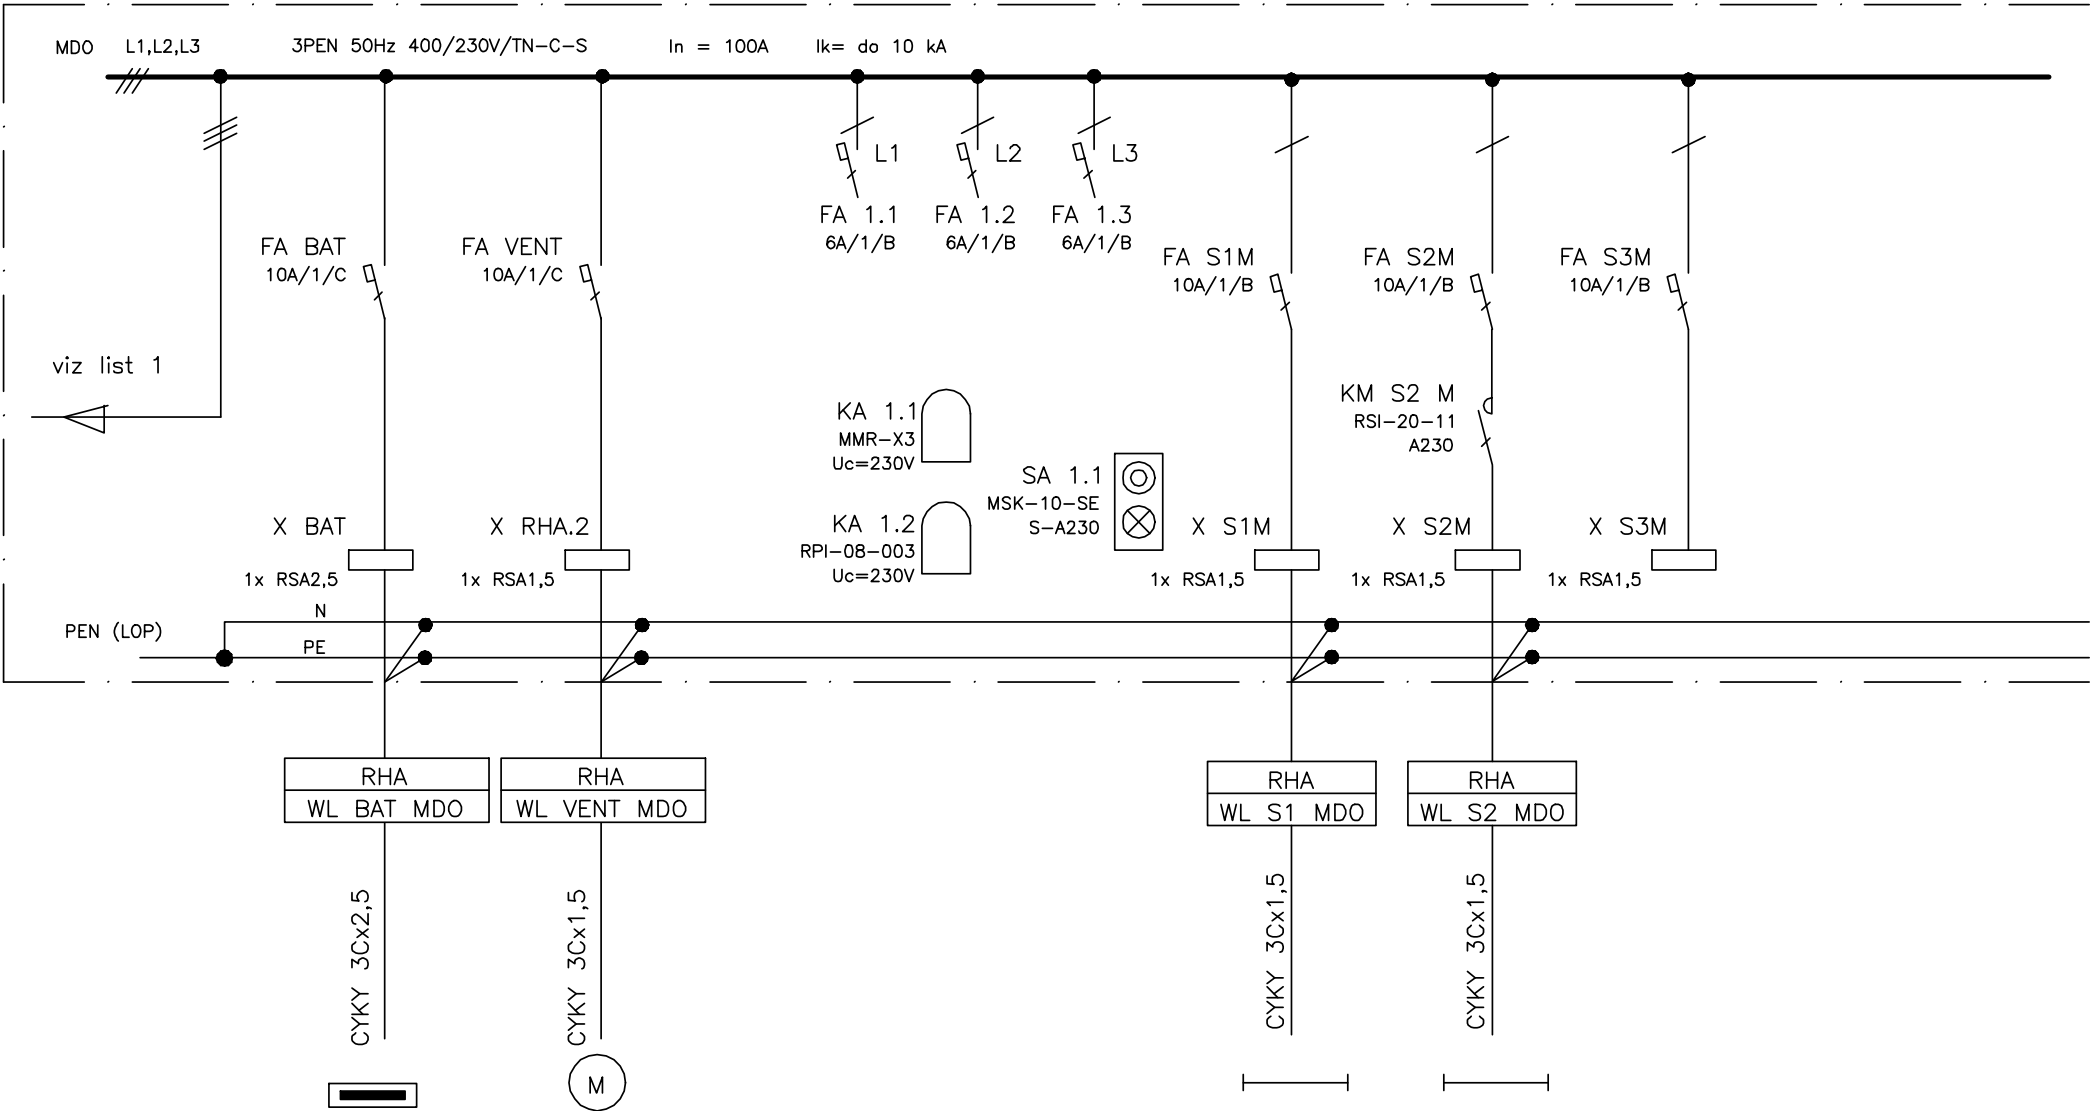 MDO L1,L2,L3 3PEN 50Hz 400/230V/TN-C-S In = 100A Ik= do 10 kA
L1 L2 L3
FA 1.1 FA 1.2 FA 1.3
6A/1/B 6A/1/B 6A/1/B
FA BAT FA VENT
10A/1/C 10A/1/C
FA S1M FA S2M FA S3M
10A/1/B 10A/1/B 10A/1/B
viz list 1
KA 1.1
MMR-X3
Uc=230V
KM S2 M
RSI-20-11
A230
SA 1.1
MSK-10-SE
S-A230
KA 1.2
RPI-08-003
Uc=230V
X BAT X RHA.2 X S1M X S2M X S3M
1x RSA2,5 1x RSA1,5 1x RSA1,5 1x RSA1,5 1x RSA1,5
N
PEN (LOP)
PE
RHA RHA RHA RHA
WL BAT MDO WL VENT MDO WL S1 MDO WL S2 MDO
CYKY 3Cx2,5
CYKY 3Cx1,5
CYKY 3Cx1,5
CYKY 3Cx1,5
M